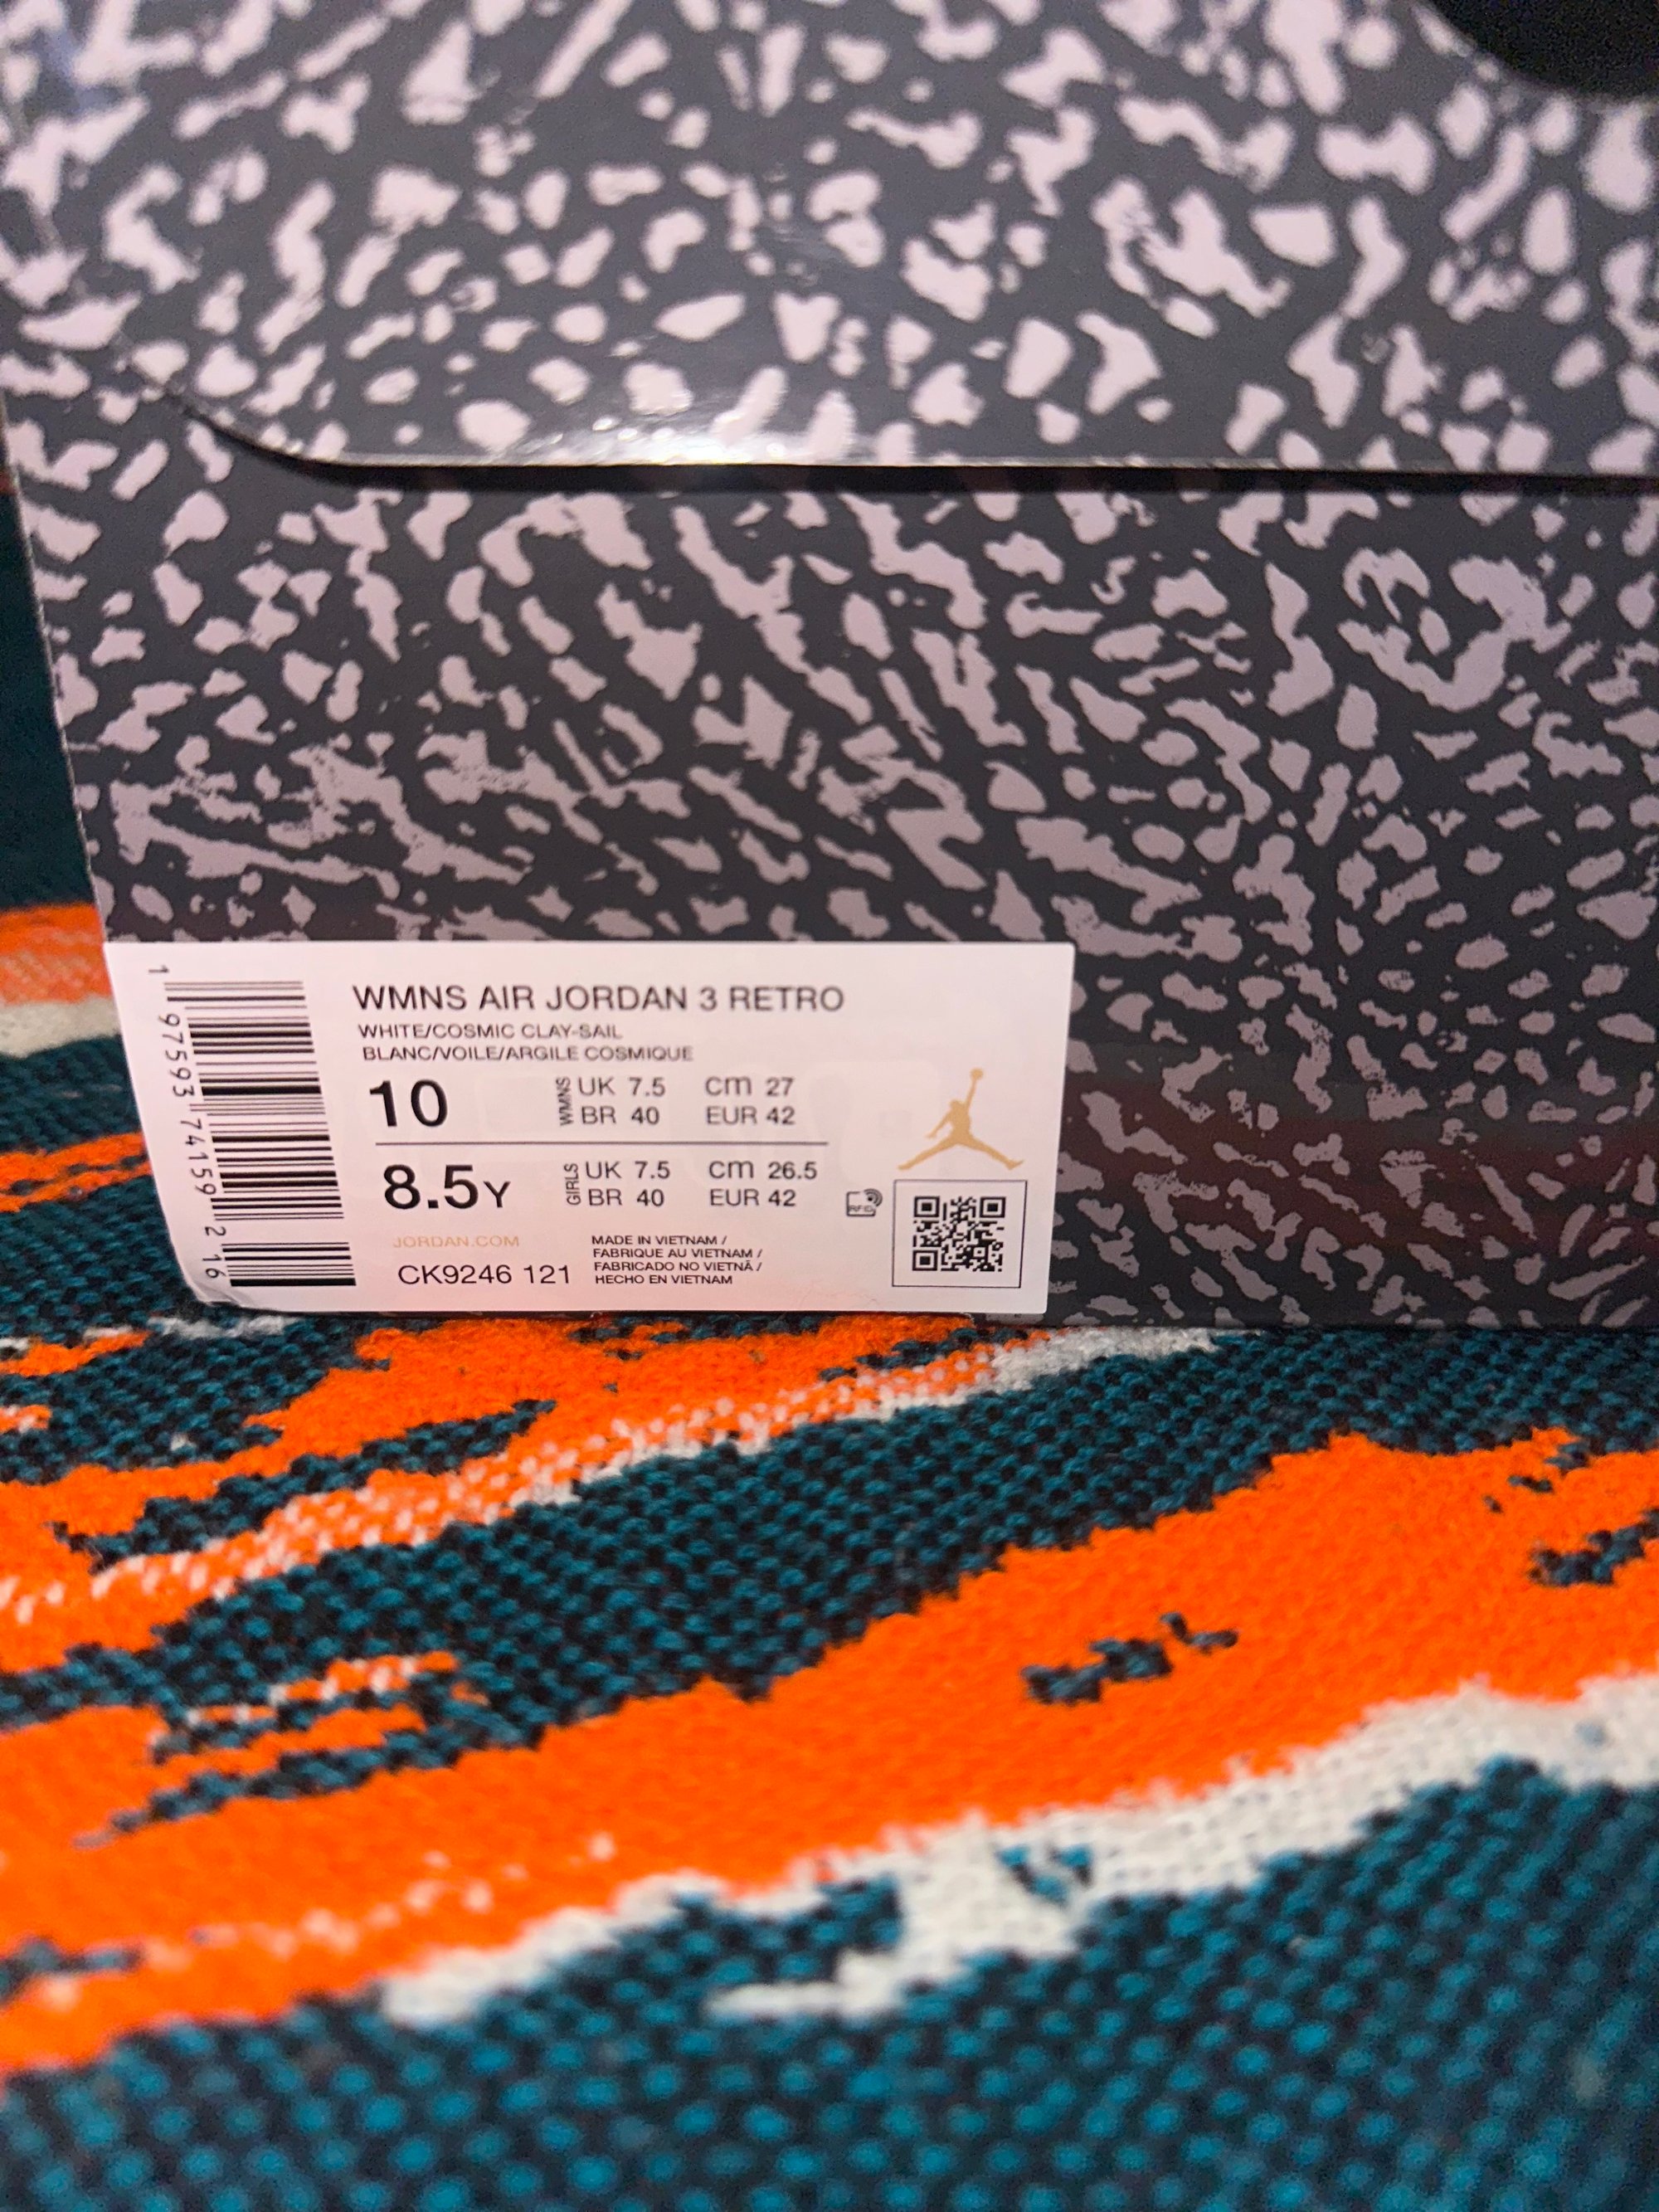 WMNS AIR JORDAN 3 RETRO
WHITE/COSMIC CLAY-SAIL
BLANC/VOILE/ARGILE COSMIQUE
10 WMNS UK 7.5 cm 27
BR 40 EUR 42
8.5Y GIRLS UK 7.5 cm 26.5
BR 40 EUR 42
RFID
JORDAN.COM
CK9246 121
MADE IN VIETNAM /
FABRIQUE AU VIETNAM /
FABRICADO NO VIETNÃ /
HECHO EN VIETNAM
1 97593 74159 2 16